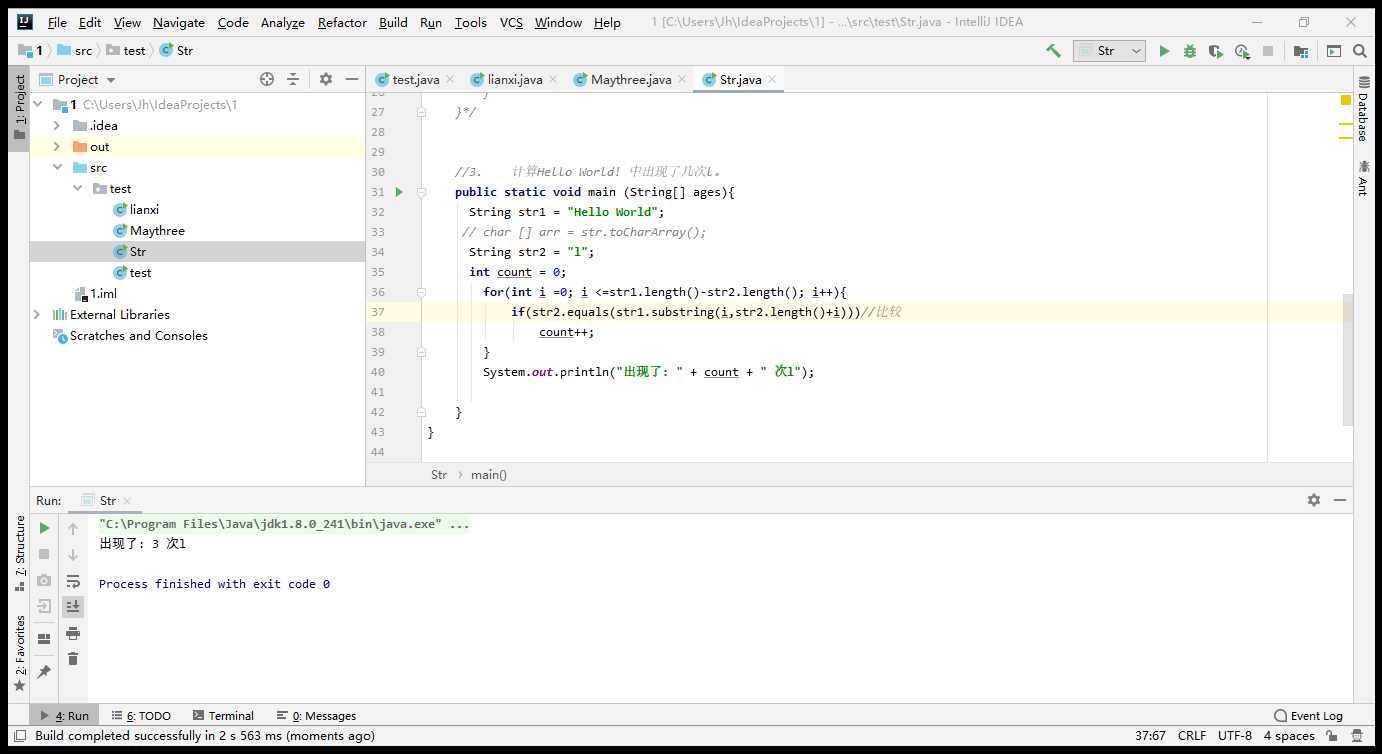 File Edit View Navigate Code Analyze Refactor Build Run Tools VCS Window Help 1 [C:\Users\Jh\IdeaProjects\1] - ...\src\test\Str.java - IntelliJ IDEA
1 src test Str Str
1: Project
Project
test.java lianxi.java Maythree.java Str.java
1 C:\Users\Jh\IdeaProjects\1
.idea
out
src
test
lianxi
Maythree
Str
test
1.iml
External Libraries
Scratches and Consoles
26 }
27 }*/
28
29
30 //3. 计算Hello World! 中出现了几次l。
31 public static void main (String[] ages){
32 String str1 = "Hello World";
33 // char [] arr = str.toCharArray();
34 String str2 = "l";
35 int count = 0;
36 for(int i =0; i <=str1.length()-str2.length(); i++){
37 if(str2.equals(str1.substring(i,str2.length()+i)))//比较
38 count++;
39 }
40 System.out.println("出现了: " + count + " 次l");
41
42 }
43 }
44
Str main()
Database
Ant
Run: Str
"C:\Program Files\Java\jdk1.8.0_241\bin\java.exe" ...
出现了: 3 次l
Process finished with exit code 0
7: Structure
2: Favorites
4: Run 6: TODO Terminal 0: Messages Event Log
Build completed successfully in 2 s 563 ms (moments ago) 37:67 CRLF UTF-8 4 spaces